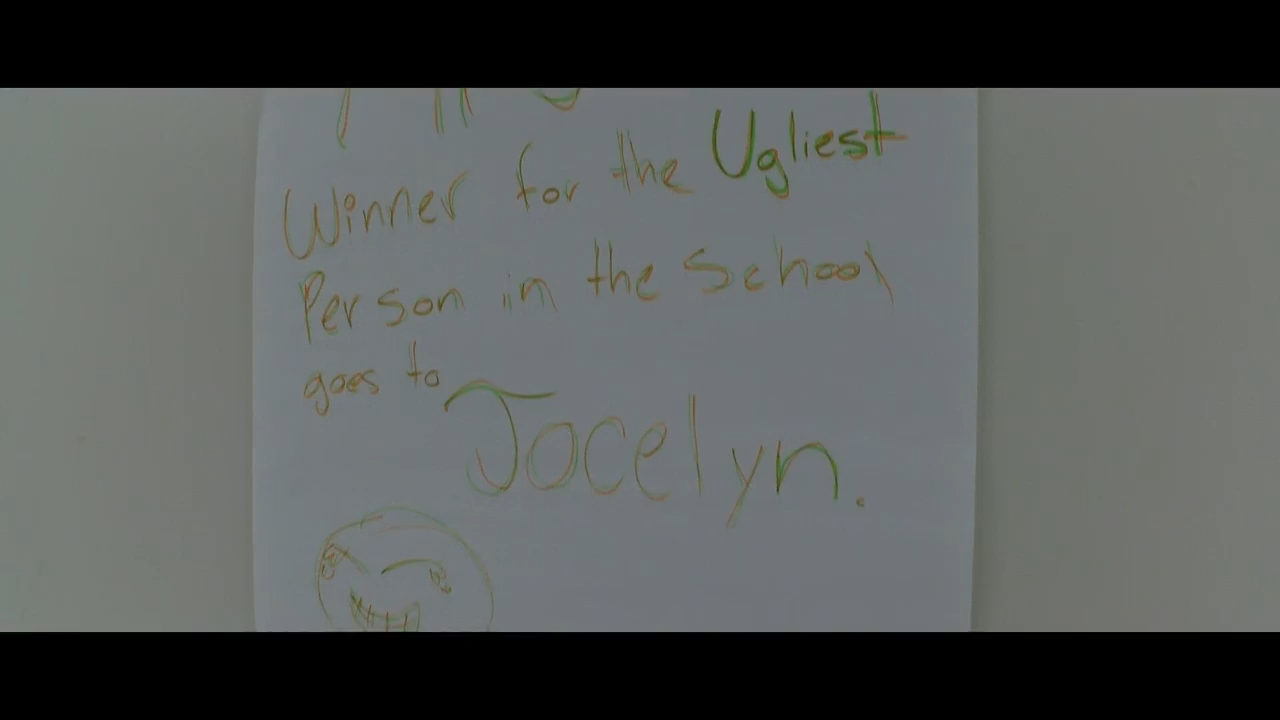 Winner for the Ugliest
Person in the School
goes to
Jocelyn.